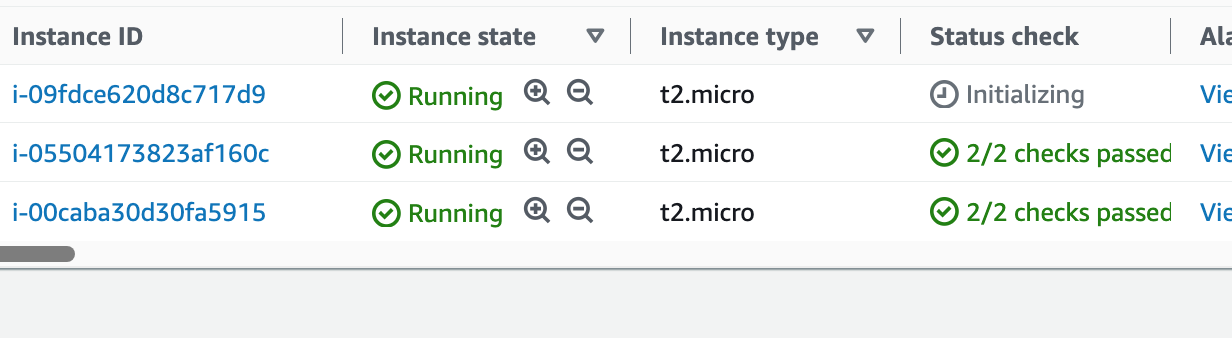 Instance ID Instance state Instance type Status check Ala
i-09fdce620d8c717d9 Running t2.micro Initializing Vie
i-05504173823af160c Running t2.micro 2/2 checks passed Vie
i-00caba30d30fa5915 Running t2.micro 2/2 checks passed Vie